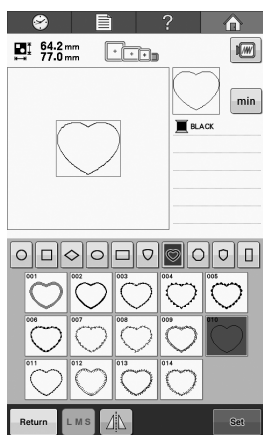 ?
64.2 mm
77.0 mm
min
BLACK
001 002 003 004 005
006 007 008 009 010
011 012 013 014
Return L M S Set